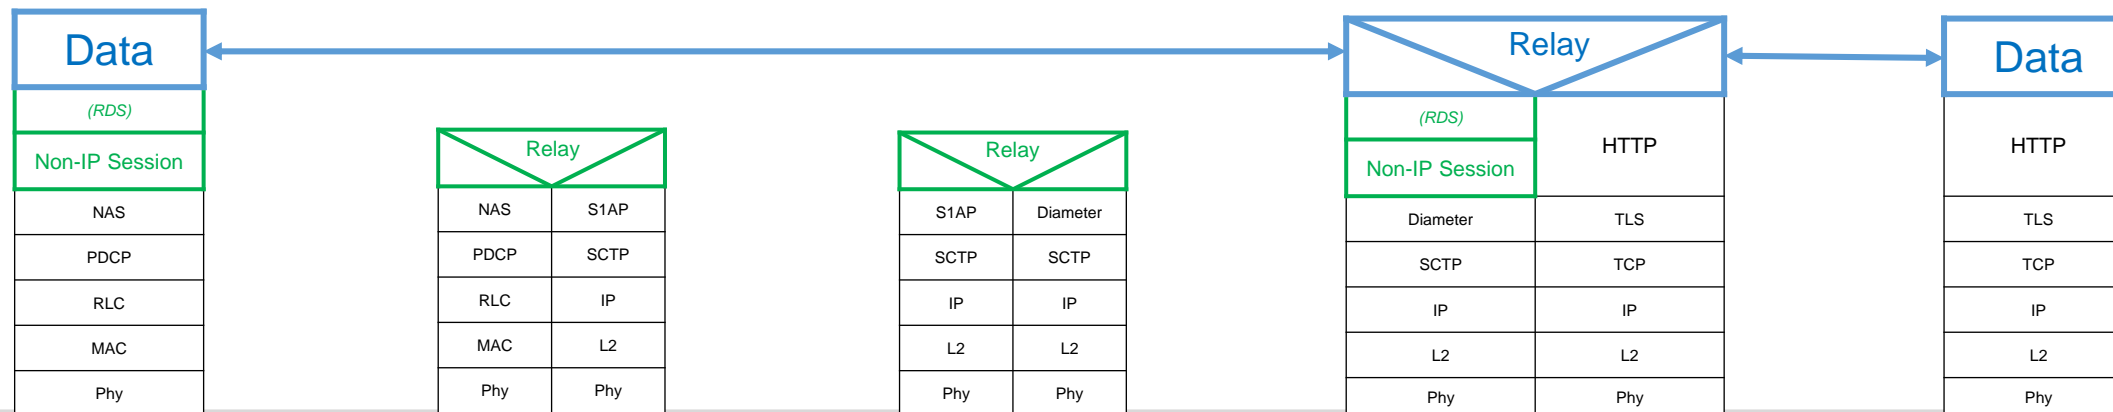 Data
(RDS)
Non-IP Session
NAS
PDCP
RLC
MAC
Phy
Relay
NAS S1AP
PDCP SCTP
RLC IP
MAC L2
Phy Phy
Relay
S1AP Diameter
SCTP SCTP
IP IP
L2 L2
Phy Phy
Relay
(RDS)
HTTP
Non-IP Session
Diameter TLS
SCTP TCP
IP IP
L2 L2
Phy Phy
Data
HTTP
TLS
TCP
IP
L2
Phy